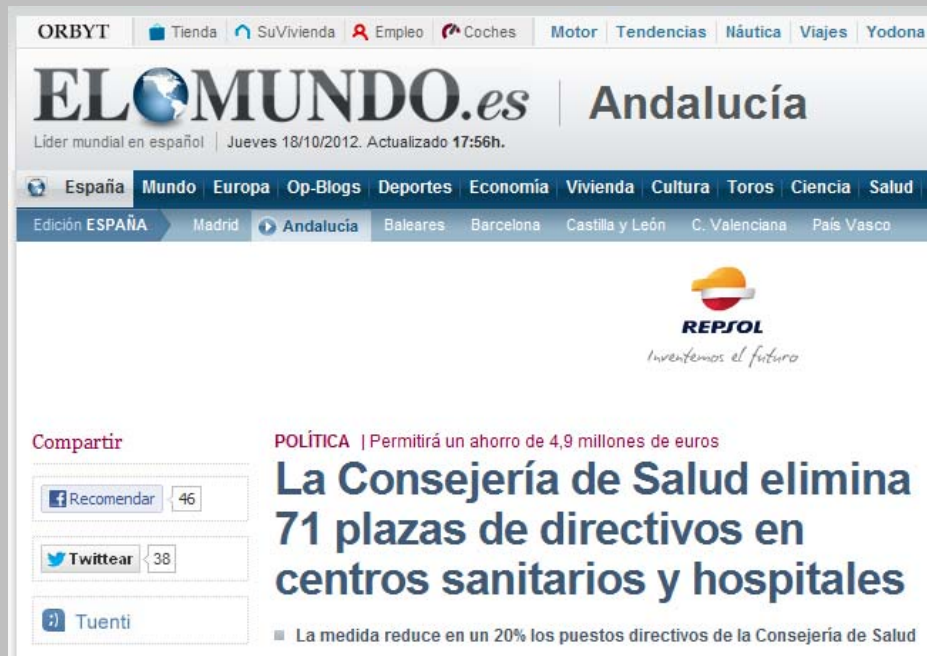 ORBYT Tienda SuVivienda Empleo Coches Motor Tendencias Náutica Viajes Yodona
EL MUNDO.es Andalucía
Líder mundial en español Jueves 18/10/2012. Actualizado 17:56h.
España Mundo Europa Op-Blogs Deportes Economía Vivienda Cultura Toros Ciencia Salud
Edición ESPAÑA Madrid Andalucía Baleares Barcelona Castilla y León C. Valenciana País Vasco
REPSOL
Inventemos el futuro
Compartir
POLÍTICA | Permitirá un ahorro de 4,9 millones de euros
La Consejería de Salud elimina
71 plazas de directivos en
centros sanitarios y hospitales
Recomendar 46
Twittear 38
Tuenti
La medida reduce en un 20% los puestos directivos de la Consejería de Salud